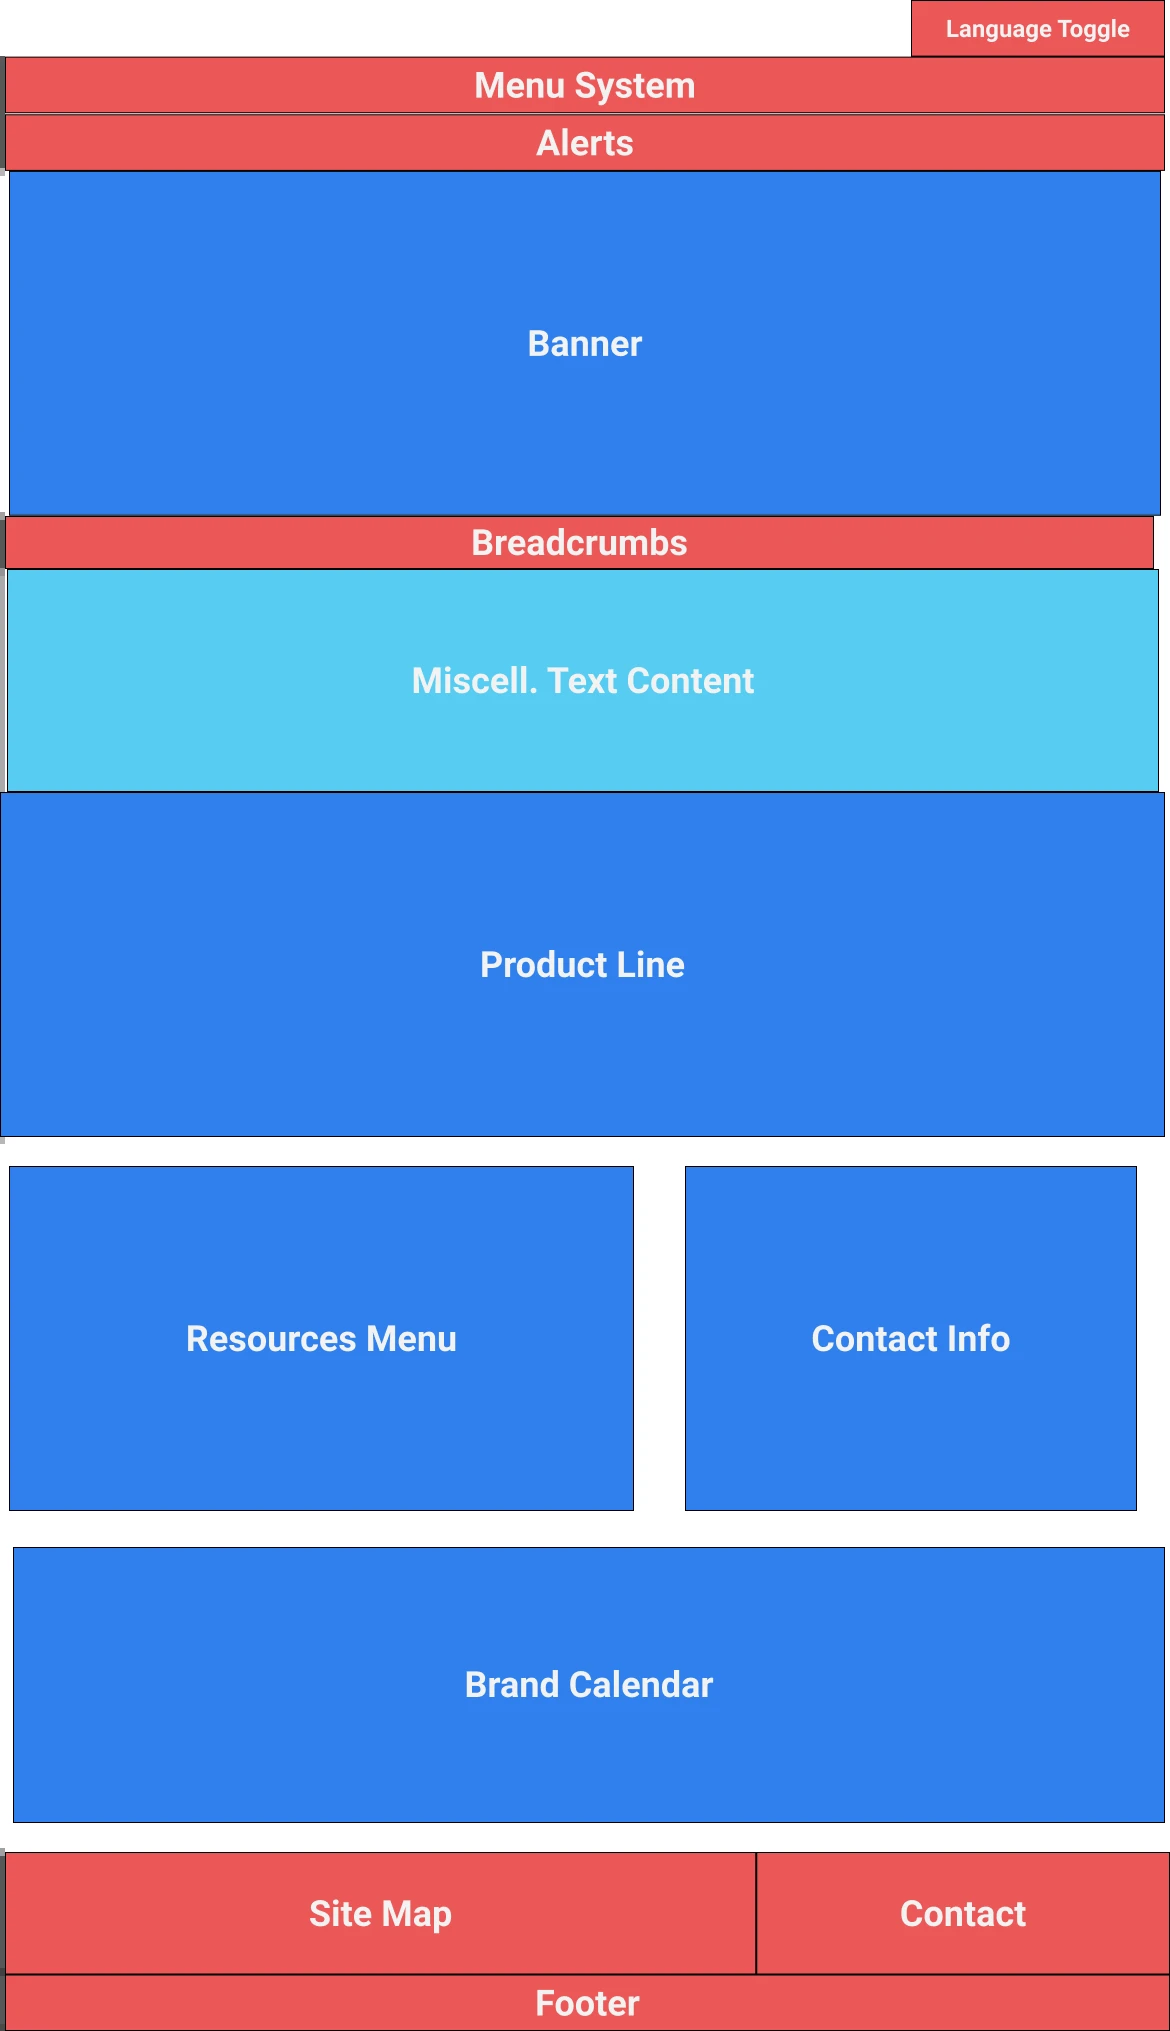 Language Toggle
Menu System
Alerts
Banner
Breadcrumbs
Miscell. Text Content
Product Line
Resources Menu
Contact Info
Brand Calendar
Site Map
Contact
Footer